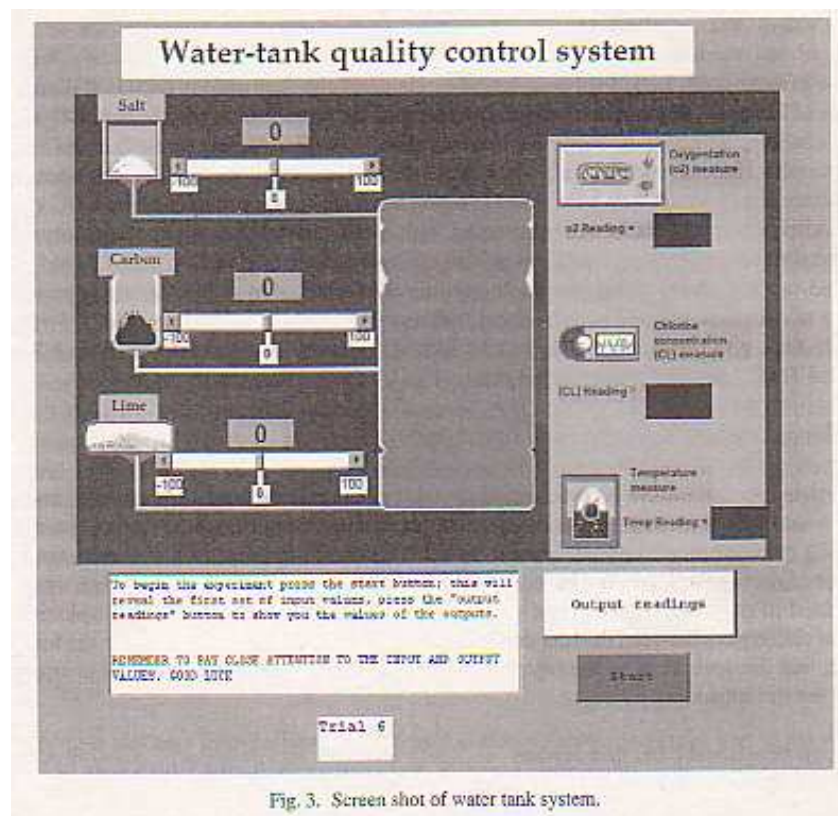 Water-tank quality control system
Salt
0
-100
0
100
Carbon
0
-100
0
100
Lime
0
-100
0
100
Oxygenation
(o2) measure
o2 Reading =
Chlorine
concentration
(CL) measure
(CL) Reading =
Temperature
measure
Temp Reading =
To begin the experiment press the start button; this will
reveal the first set of input values, press the "output
readings" button to show you the values of the outputs.
REMEMBER TO PAY CLOSE ATTENTION TO THE INPUT AND OUTPUT
VALUES. GOOD LUCK
Output readings
Start
Trial 6
Fig. 3. Screen shot of water tank system.